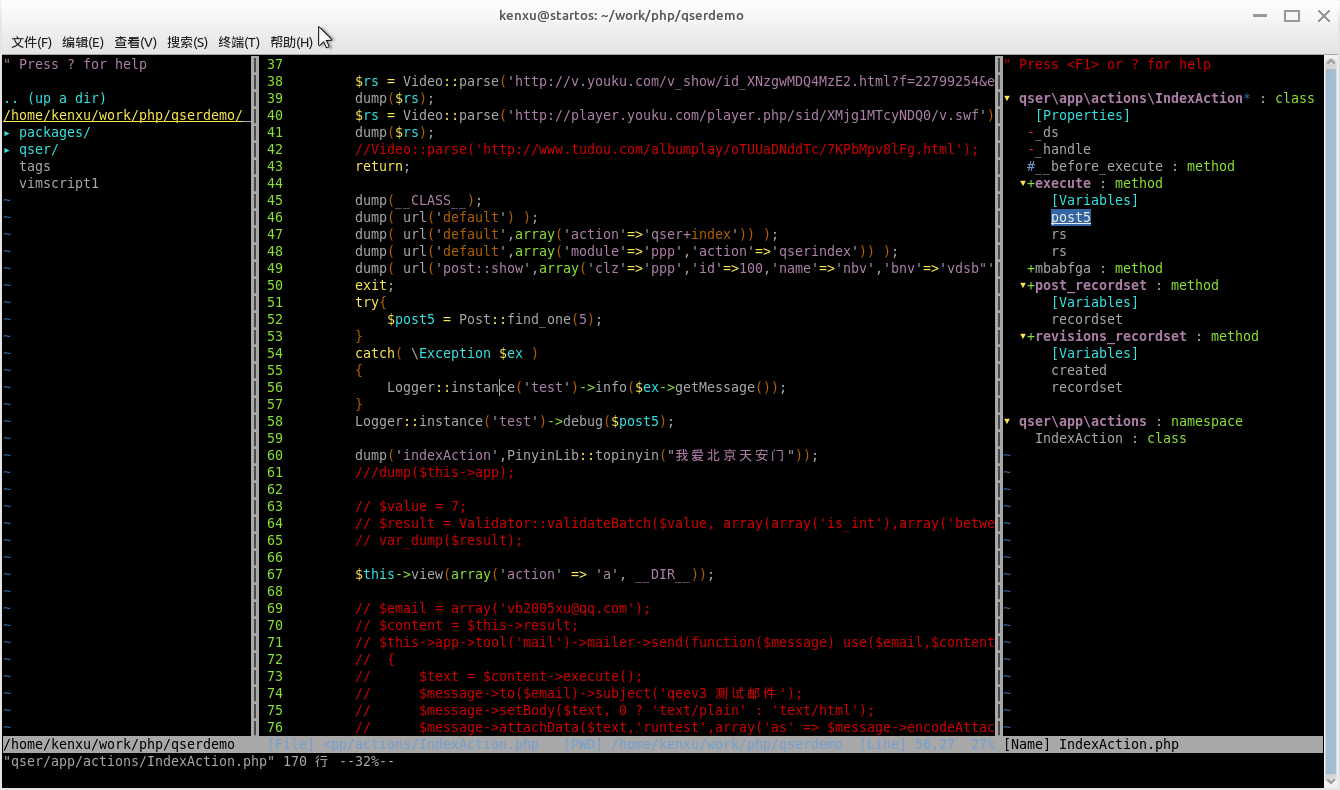 kenxu@startos: ~/work/php/qserdemo
文件(F) 编辑(E) 查看(V) 搜索(S) 终端(T) 帮助(H)
" Press ? for help
.. (up a dir)
/home/kenxu/work/php/qserdemo/
▸ packages/
▸ qser/
tags
vimscript1
37
38 $rs = Video::parse('http://v.youku.com/v_show/id_XNzgwMDQ4MzE2.html?f=22799254&e
39 dump($rs);
40 $rs = Video::parse('http://player.youku.com/player.php/sid/XMjg1MTcyNDQ0/v.swf')
41 dump($rs);
42 //Video::parse('http://www.tudou.com/albumplay/oTUUaDNddTc/7KPbMpv8lFg.html');
43 return;
44
45 dump(__CLASS__);
46 dump( url('default') );
47 dump( url('default',array('action'=>'qser+index')) );
48 dump( url('default',array('module'=>'ppp','action'=>'qserindex')) );
49 dump( url('post::show',array('clz'=>'ppp','id'=>100,'name'=>'nbv','bnv'=>'vdsb"'
50 exit;
51 try{
52 $post5 = Post::find_one(5);
53 }
54 catch( \Exception $ex )
55 {
56 Logger::instance('test')->info($ex->getMessage());
57 }
58 Logger::instance('test')->debug($post5);
59
60 dump('indexAction',PinyinLib::topinyin("我爱北京天安门"));
61 ///dump($this->app);
62
63 // $value = 7;
64 // $result = Validator::validateBatch($value, array(array('is_int'),array('betwe
65 // var_dump($result);
66
67 $this->view(array('action' => 'a', __DIR__));
68
69 // $email = array('vb2005xu@qq.com');
70 // $content = $this->result;
71 // $this->app->tool('mail')->mailer->send(function($message) use($email,$content
72 // {
73 // $text = $content->execute();
74 // $message->to($email)->subject('qeev3 测试邮件');
75 // $message->setBody($text, 0 ? 'text/plain' : 'text/html');
76 // $message->attachData($text,'runtest',array('as' => $message->encodeAttac
" Press <F1> or ? for help
▾ qser\app\actions\IndexAction* : class
[Properties]
-_ds
-_handle
#__before_execute : method
▾+execute : method
[Variables]
post5
rs
rs
+mbabfga : method
▾+post_recordset : method
[Variables]
recordset
▾+revisions_recordset : method
[Variables]
created
recordset
▾ qser\app\actions : namespace
IndexAction : class
/home/kenxu/work/php/qserdemo [File] <pp/actions/IndexAction.php [PWD] /home/kenxu/work/php/qserdemo [Line] 56,27 27% [Name] IndexAction.php
"qser/app/actions/IndexAction.php" 170 行 --32%--